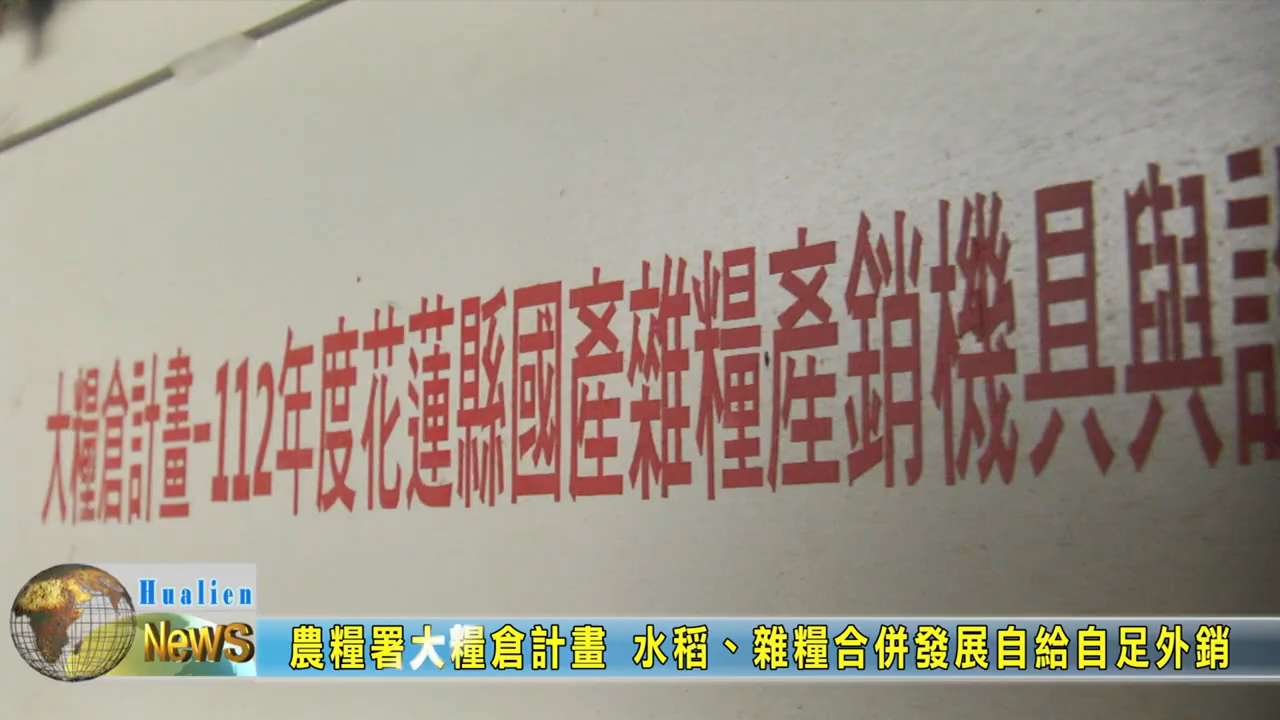 大糧倉計畫-112年度花蓮縣國產雜糧產銷機具與
Hualien
News
農糧署大糧倉計畫 水稻、雜糧合併發展自給自足外銷